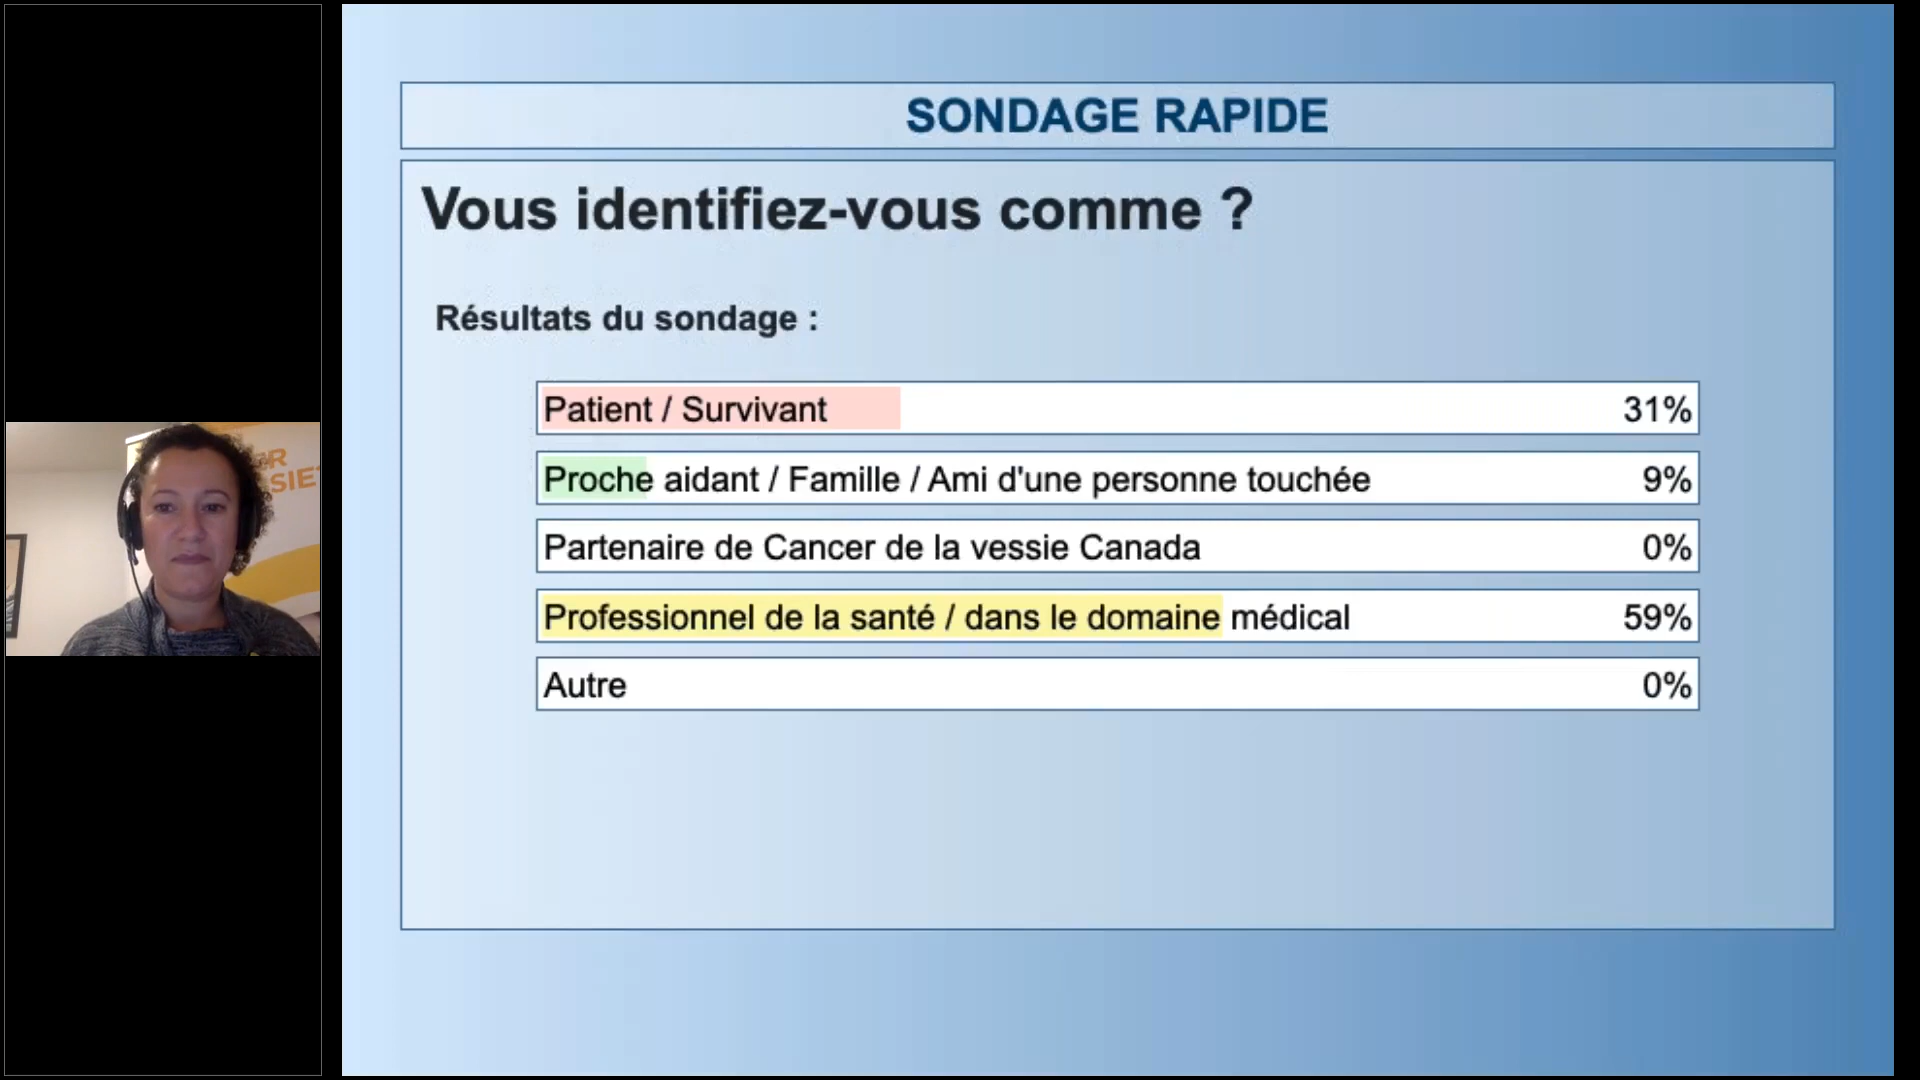 SONDAGE RAPIDE
Vous identifiez-vous comme ?
Résultats du sondage :
Patient / Survivant 31%
Proche aidant / Famille / Ami d'une personne touchée 9%
Partenaire de Cancer de la vessie Canada 0%
Professionnel de la santé / dans le domaine médical 59%
Autre 0%